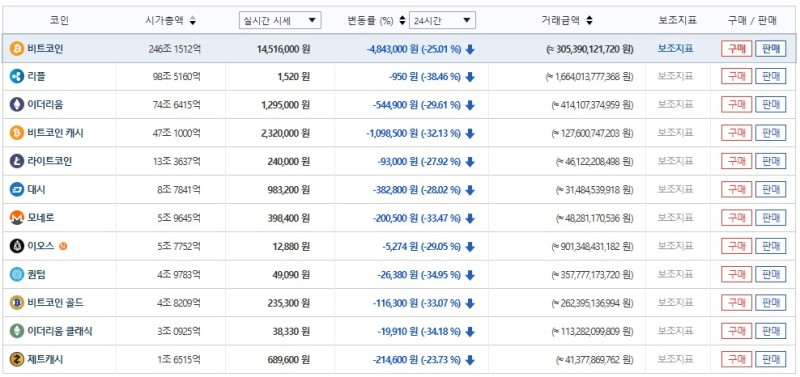 코인 시가총액 실시간 시세 변동률 (%) 24시간 거래금액 보조지표 구매 / 판매
비트코인 246조 1512억 14,516,000 원 -4,843,000 원 (-25.01 %) (≈ 305,390,121,720 원) 보조지표 구매 판매
리플 98조 5160억 1,520 원 -950 원 (-38.46 %) (≈ 1,664,013,777,368 원) 보조지표 구매 판매
이더리움 74조 6415억 1,295,000 원 -544,900 원 (-29.61 %) (≈ 414,107,374,959 원) 보조지표 구매 판매
비트코인 캐시 47조 1000억 2,320,000 원 -1,098,500 원 (-32.13 %) (≈ 127,600,747,203 원) 보조지표 구매 판매
라이트코인 13조 3637억 240,000 원 -93,000 원 (-27.92 %) (≈ 46,122,208,498 원) 보조지표 구매 판매
대시 8조 7841억 983,200 원 -382,800 원 (-28.02 %) (≈ 31,484,539,918 원) 보조지표 구매 판매
모네로 5조 9645억 398,400 원 -200,500 원 (-33.47 %) (≈ 48,281,170,536 원) 보조지표 구매 판매
이오스 N 5조 7752억 12,880 원 -5,274 원 (-29.05 %) (≈ 901,348,431,182 원) 보조지표 구매 판매
퀀텀 4조 9783억 49,090 원 -26,380 원 (-34.95 %) (≈ 357,777,173,720 원) 보조지표 구매 판매
비트코인 골드 4조 8209억 235,300 원 -116,300 원 (-33.07 %) (≈ 262,395,136,994 원) 보조지표 구매 판매
이더리움 클래식 3조 0925억 38,330 원 -19,910 원 (-34.18 %) (≈ 113,282,099,809 원) 보조지표 구매 판매
제트캐시 1조 6515억 689,600 원 -214,600 원 (-23.73 %) (≈ 41,377,869,762 원) 보조지표 구매 판매